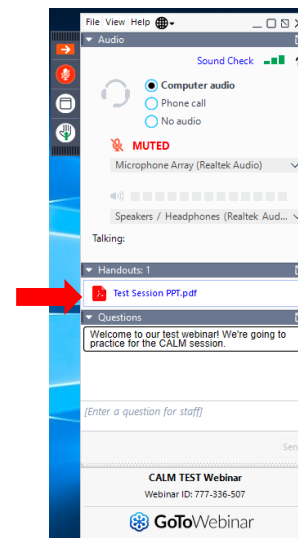 File View Help
Audio
Sound Check
Computer audio
Phone call
No audio
MUTED
Microphone Array (Realtek Audio)
Speakers / Headphones (Realtek Aud...
Talking:
Handouts: 1
Test Session PPT.pdf
Questions
Welcome to our test webinar! We're going to
practice for the CALM session.
[Enter a question for staff]
Sen
CALM TEST Webinar
Webinar ID: 777-336-507
GoToWebinar